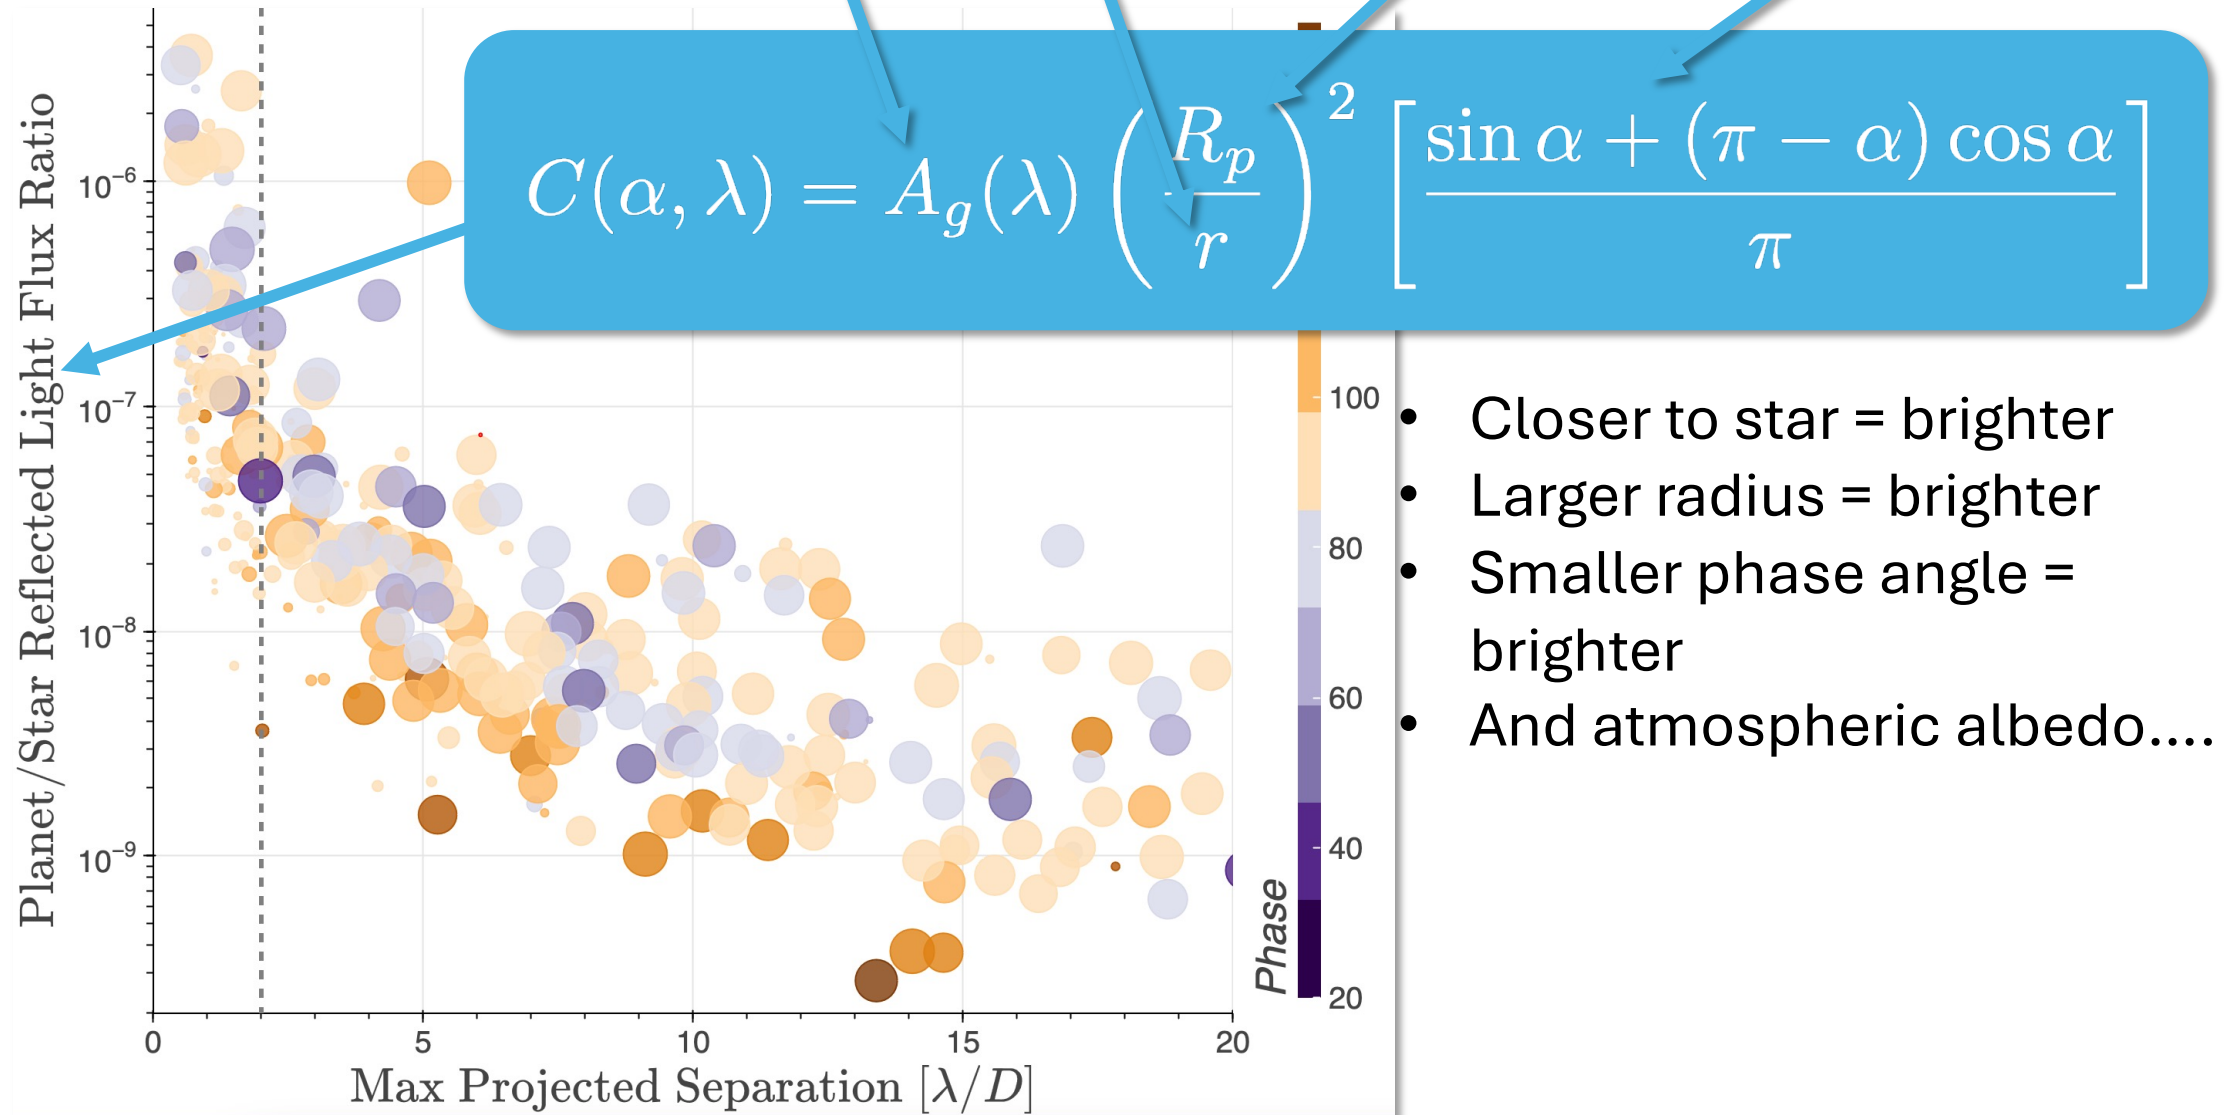 C(α, λ) = A_g(λ) (R_p / r)^2 [sin α + (π − α) cos α / π]
Planet/Star Reflected Light Flux Ratio
10^−6
10^−7
10^−8
10^−9
0
5
10
15
20
Max Projected Separation [λ/D]
Phase
100
80
60
40
20
• Closer to star = brighter
• Larger radius = brighter
• Smaller phase angle =
brighter
• And atmospheric albedo....